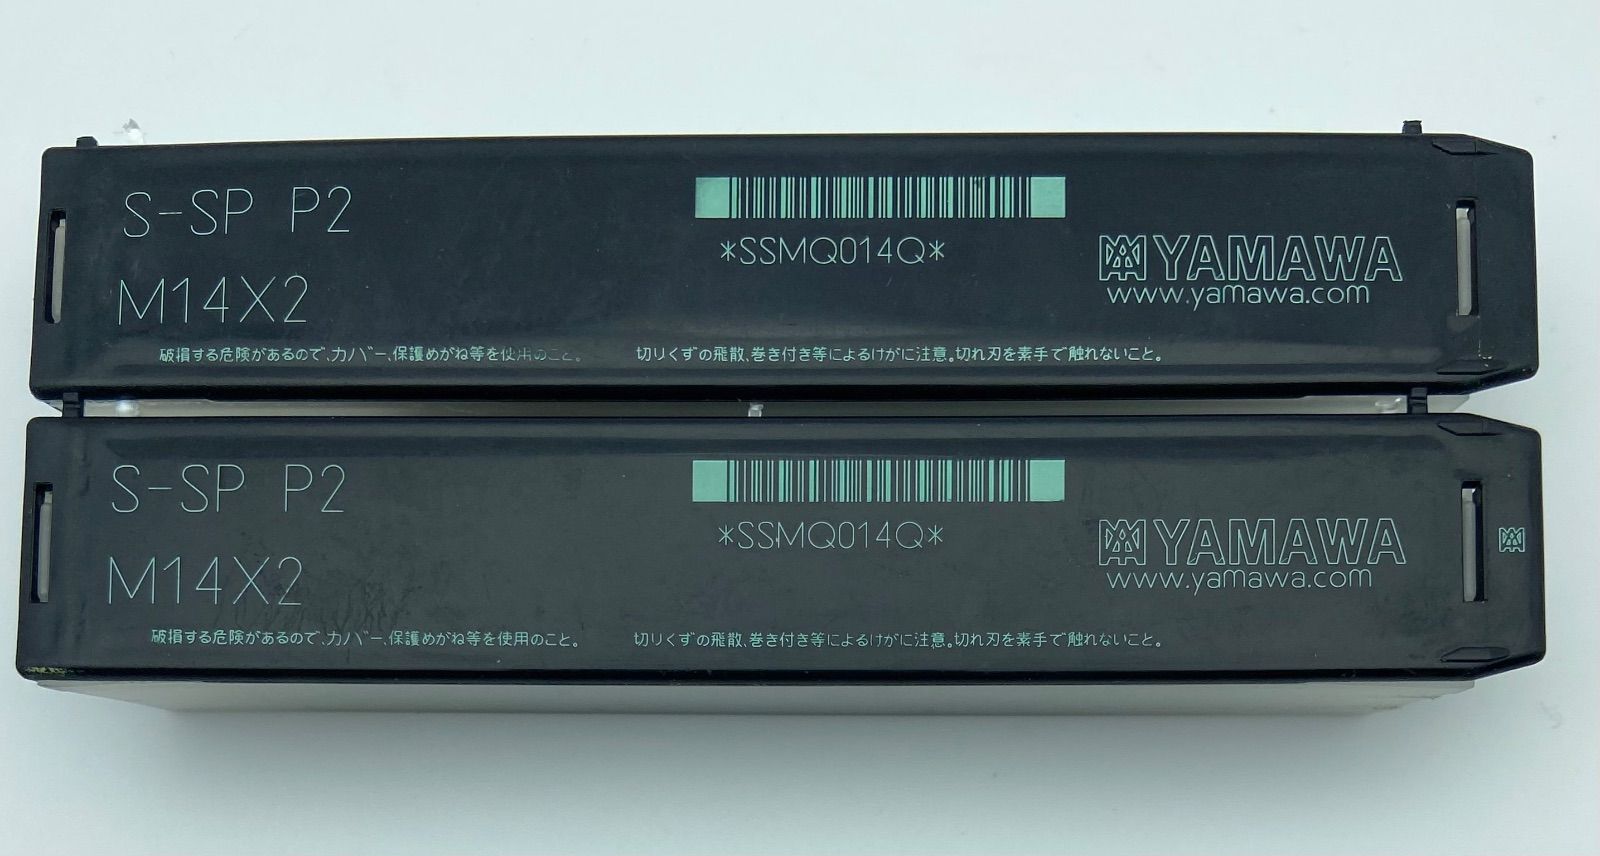 S-SP P2
M14X2
*SSMQ014Q*
YAMAWA
www.yamawa.com
破損する危険があるので、カバー、保護めがね等を使用のこと。
切りくずの飛散、巻き付き等によるけがに注意。切れ刃を素手で触れないこと。
S-SP P2
M14X2
*SSMQ014Q*
YAMAWA
www.yamawa.com
破損する危険があるので、カバー、保護めがね等を使用のこと。
切りくずの飛散、巻き付き等によるけがに注意。切れ刃を素手で触れないこと。